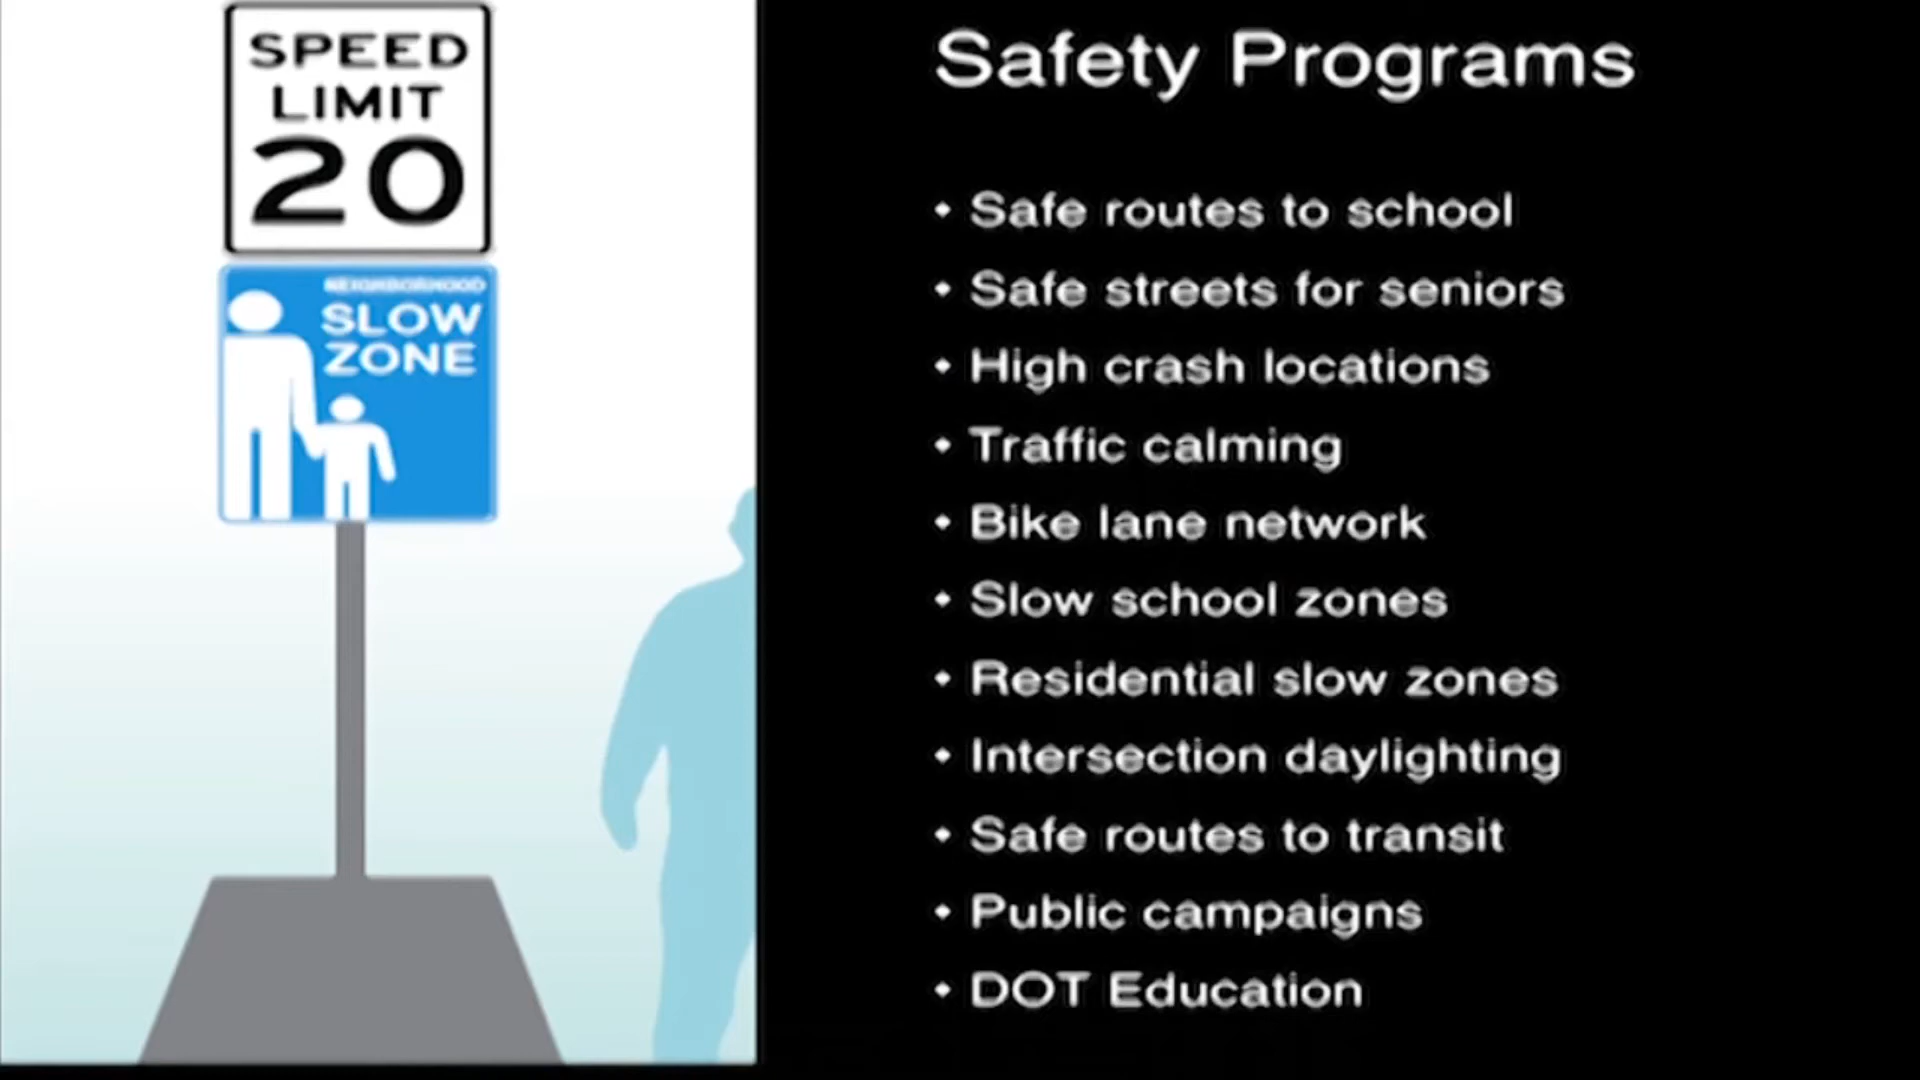 SPEED
LIMIT
20
NEIGHBORHOOD
SLOW
ZONE
Safety Programs
• Safe routes to school
• Safe streets for seniors
• High crash locations
• Traffic calming
• Bike lane network
• Slow school zones
• Residential slow zones
• Intersection daylighting
• Safe routes to transit
• Public campaigns
• DOT Education